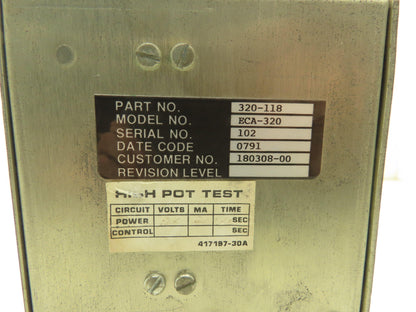 PART NO. 320-118
MODEL NO. ECA-320
SERIAL NO. 102
DATE CODE 0791
CUSTOMER NO. 180308-00
REVISION LEVEL
HIGH POT TEST
CIRCUIT VOLTS MA TIME
POWER SEC
CONTROL SEC
417197-30A